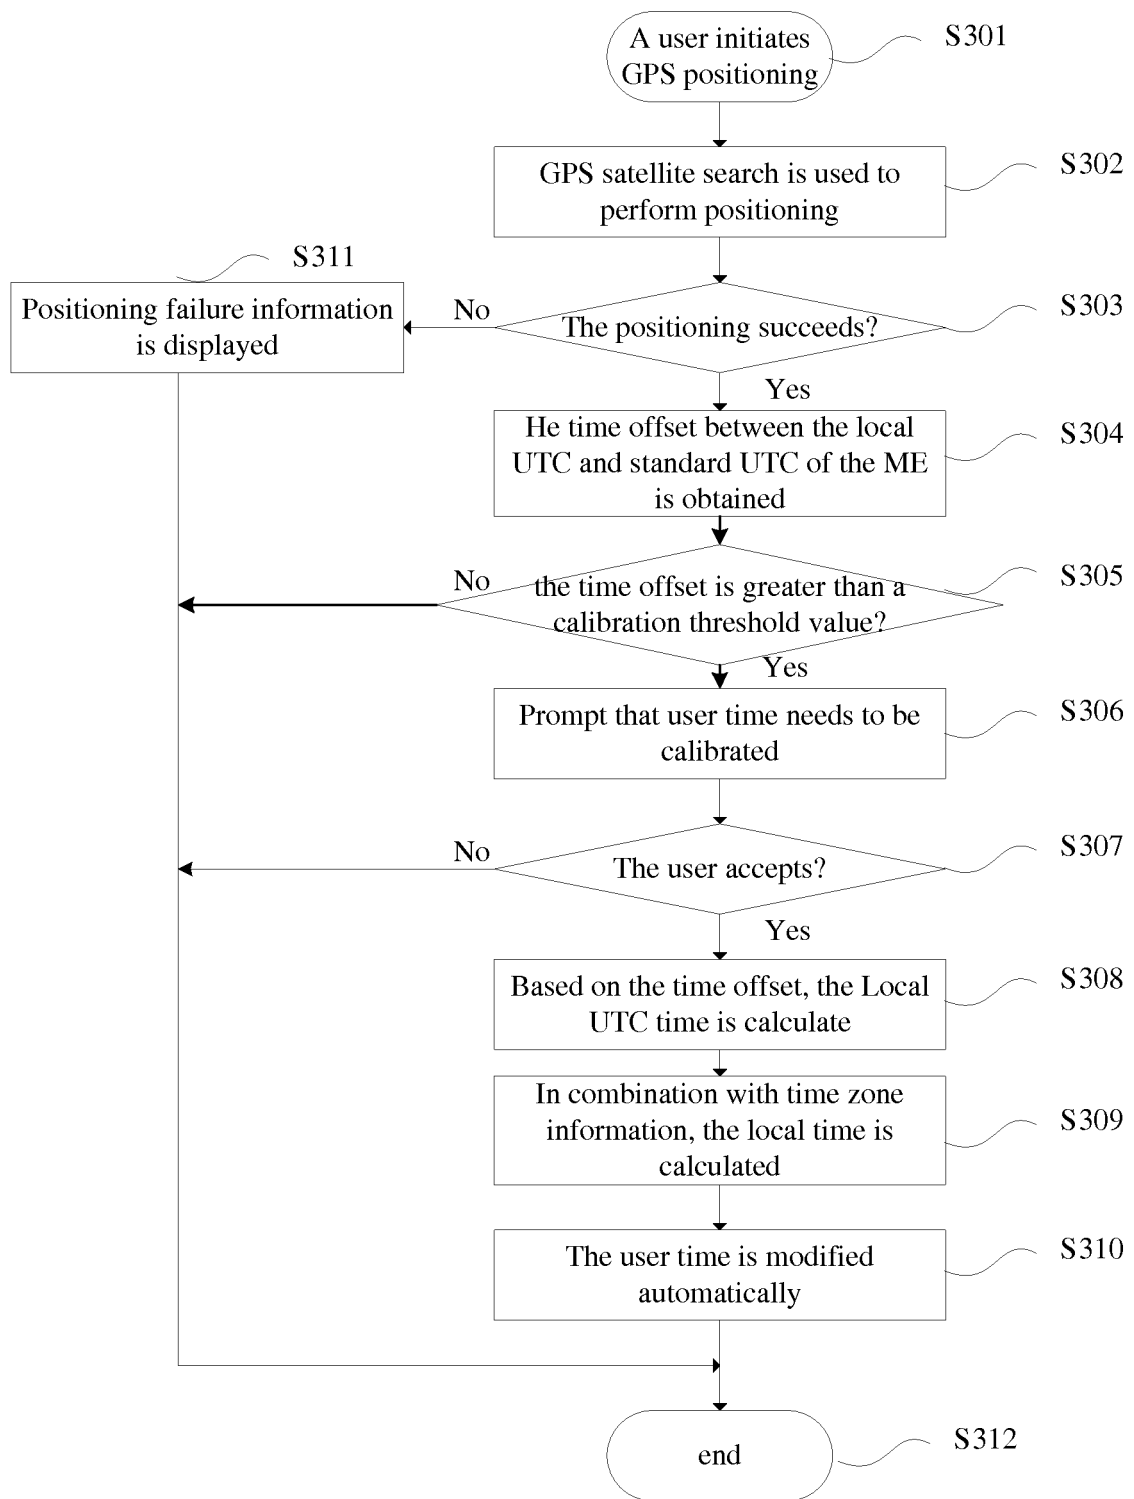 A user initiates
GPS positioning
S301
GPS satellite search is used to
perform positioning
S302
S311
Positioning failure information
is displayed
No
The positioning succeeds?
S303
Yes
He time offset between the local
UTC and standard UTC of the ME
is obtained
S304
No
the time offset is greater than a
calibration threshold value?
S305
Yes
Prompt that user time needs to be
calibrated
S306
No
The user accepts?
S307
Yes
Based on the time offset, the Local
UTC time is calculate
S308
In combination with time zone
information, the local time is
calculated
S309
The user time is modified
automatically
S310
end
S312